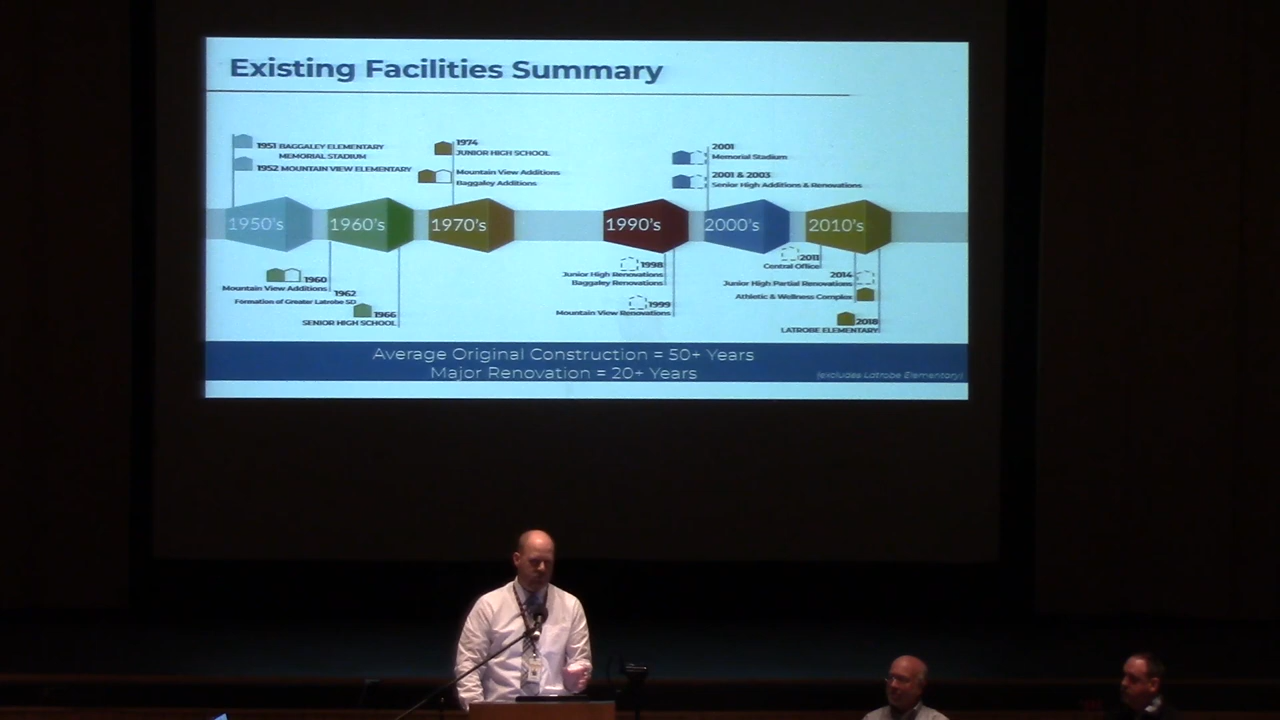 Existing Facilities Summary
1951 BAGGALEY ELEMENTARY
MEMORIAL STADIUM
1952 MOUNTAIN VIEW ELEMENTARY
1974
JUNIOR HIGH SCHOOL
Mountain View Additions
Baggaley Additions
2001
Memorial Stadium
2001 & 2003
Senior High Additions & Renovations
1950's
1960's
1970's
1990's
2000's
2010's
1960
Mountain View Additions
1962
Formation of Greater Latrobe SD
1966
SENIOR HIGH SCHOOL
1998
Junior High Renovations
Baggaley Renovations
1999
Mountain View Renovations
2011
Central Office
2014
Junior High Partial Renovations
Athletic & Wellness Complex
2018
LATROBE ELEMENTARY
Average Original Construction = 50+ Years
Major Renovation = 20+ Years
(excludes Latrobe Elementary)